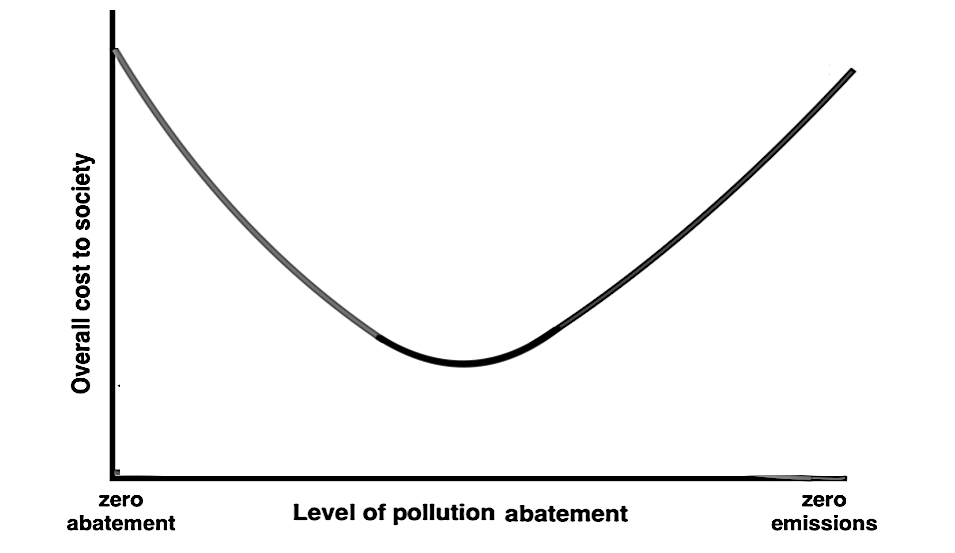 Overall cost to society
zero
abatement
Level of pollution abatement
zero
emissions